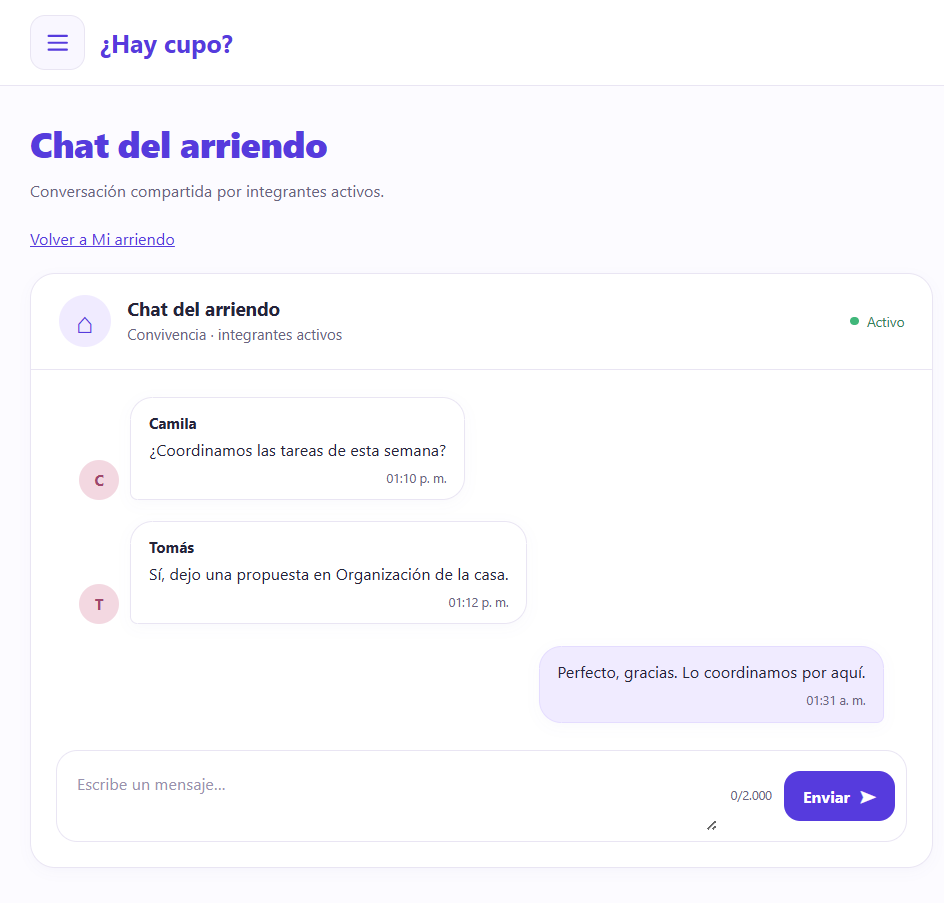 ¿Hay cupo?
Chat del arriendo
Conversación compartida por integrantes activos.
Volver a Mi arriendo
Chat del arriendo
Convivencia · integrantes activos
Activo
Camila
¿Coordinamos las tareas de esta semana?
01:10 p. m.
C
Tomás
Sí, dejo una propuesta en Organización de la casa.
01:12 p. m.
T
Perfecto, gracias. Lo coordinamos por aquí.
01:31 a. m.
Escribe un mensaje...
0/2.000
Enviar